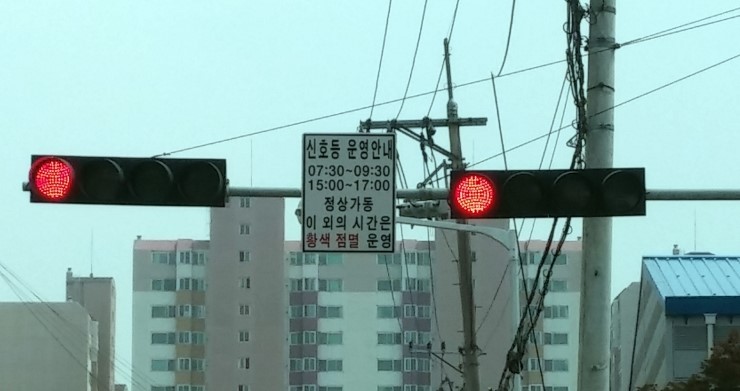 신호등 운영안내
07:30~09:30
15:00~17:00
정상가동
이 외의 시간은
황색 점멸 운영